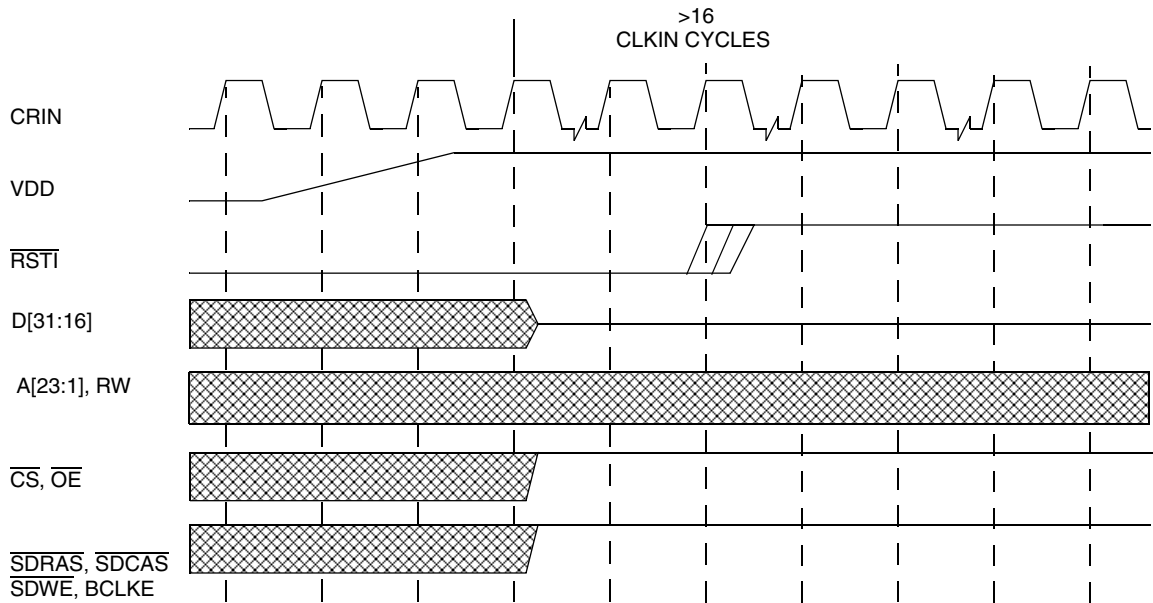 >16
CLKIN CYCLES
CRIN
VDD
RSTI
D[31:16]
A[23:1], RW
CS, OE
SDRAS, SDCAS
SDWE, BCLKE